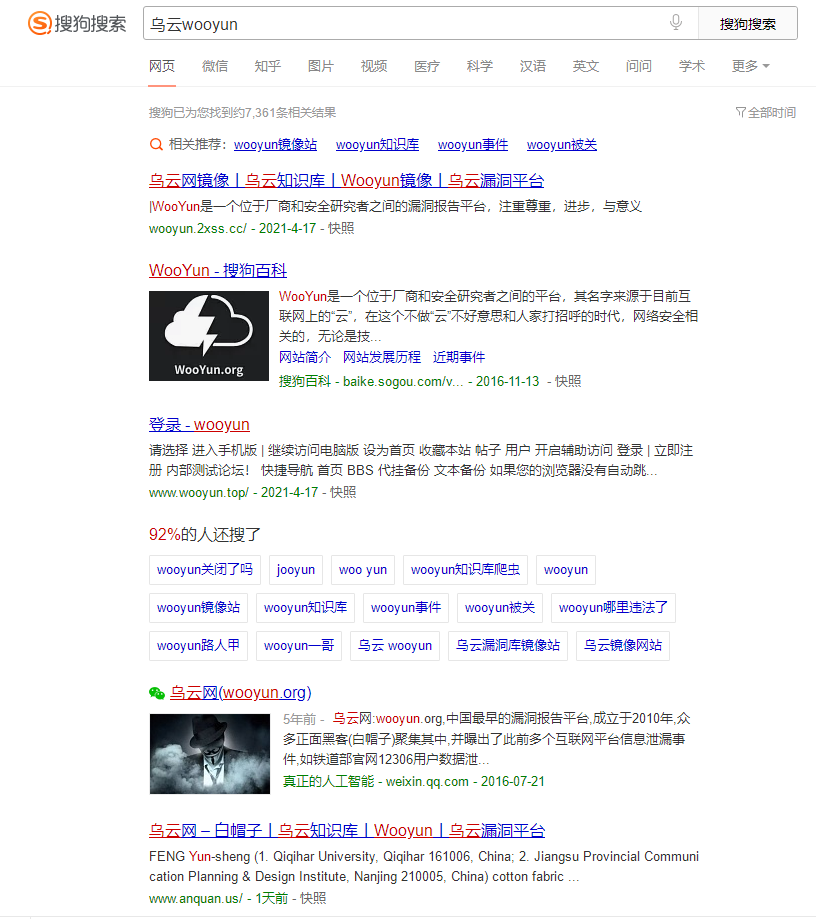 搜狗搜索
乌云wooyun
搜狗搜索
网页 微信 知乎 图片 视频 医疗 科学 汉语 英文 问问 学术 更多
搜狗已为您找到约7,361条相关结果
全部时间
相关推荐: wooyun镜像站 wooyun知识库 wooyun事件 wooyun被关
乌云网镜像丨乌云知识库丨Wooyun镜像丨乌云漏洞平台
|WooYun是一个位于厂商和安全研究者之间的漏洞报告平台，注重尊重，进步，与意义
wooyun.2xss.cc/ - 2021-4-17 - 快照
WooYun - 搜狗百科
WooYun.org
WooYun是一个位于厂商和安全研究者之间的平台，其名字来源于目前互
联网上的“云”，在这个不做“云”不好意思和人家打招呼的时代，网络安全相
关的，无论是技...
网站简介 网站发展历程 近期事件
搜狗百科 - baike.sogou.com/v... - 2016-11-13 - 快照
登录 - wooyun
请选择 进入手机版 | 继续访问电脑版 设为首页 收藏本站 帖子 用户 开启辅助访问 登录 | 立即注
册 内部测试论坛！ 快捷导航 首页 BBS 代挂备份 文本备份 如果您的浏览器没有自动跳...
www.wooyun.top/ - 2021-4-17 - 快照
92%的人还搜了
wooyun关闭了吗 jooyun woo yun wooyun知识库爬虫 wooyun
wooyun镜像站 wooyun知识库 wooyun事件 wooyun被关 wooyun哪里违法了
wooyun路人甲 wooyun一哥 乌云 wooyun 乌云漏洞库镜像站 乌云镜像网站
乌云网(wooyun.org)
5年前 - 乌云网:wooyun.org,中国最早的漏洞报告平台,成立于2010年,众
多正面黑客(白帽子)聚集其中,并曝出了此前多个互联网平台信息泄漏事
件,如铁道部官网12306用户数据泄...
真正的人工智能 - weixin.qq.com - 2016-07-21
乌云网 – 白帽子丨乌云知识库丨Wooyun丨乌云漏洞平台
FENG Yun-sheng (1. Qiqihar University, Qiqihar 161006, China; 2. Jiangsu Provincial Communi
cation Planning & Design Institute, Nanjing 210005, China) cotton fabric ...
www.anquan.us/ - 1天前 - 快照